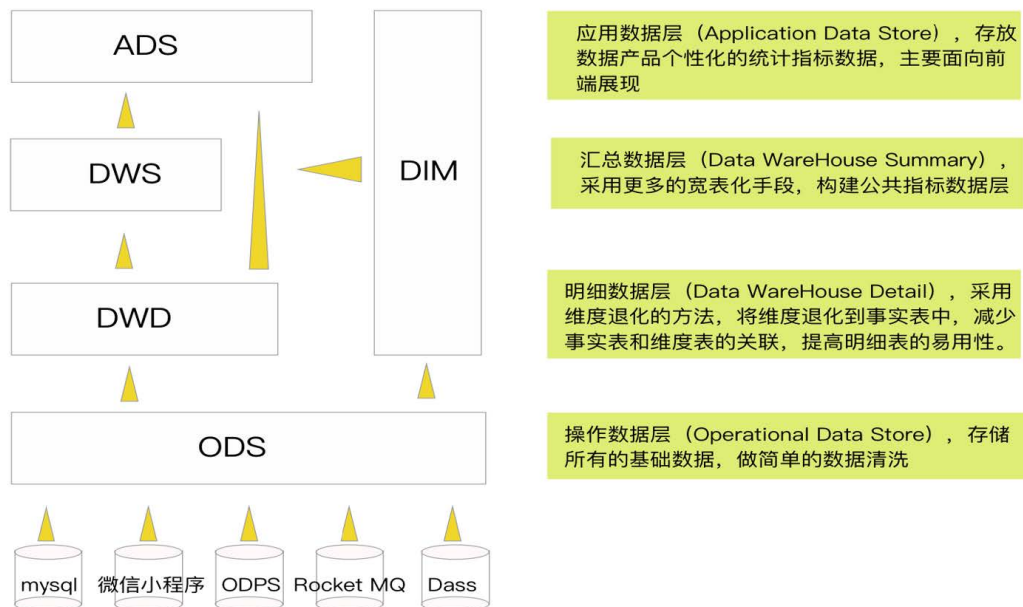 ADS
应用数据层（Application Data Store），存放
数据产品个性化的统计指标数据，主要面向前
端展现
DWS
DIM
汇总数据层（Data WareHouse Summary），
采用更多的宽表化手段，构建公共指标数据层
DWD
明细数据层（Data WareHouse Detail），采用
维度退化的方法，将维度退化到事实表中，减少
事实表和维度表的关联，提高明细表的易用性。
ODS
操作数据层（Operational Data Store），存储
所有的基础数据，做简单的数据清洗
mysql
微信小程序
ODPS
Rocket MQ
Dass